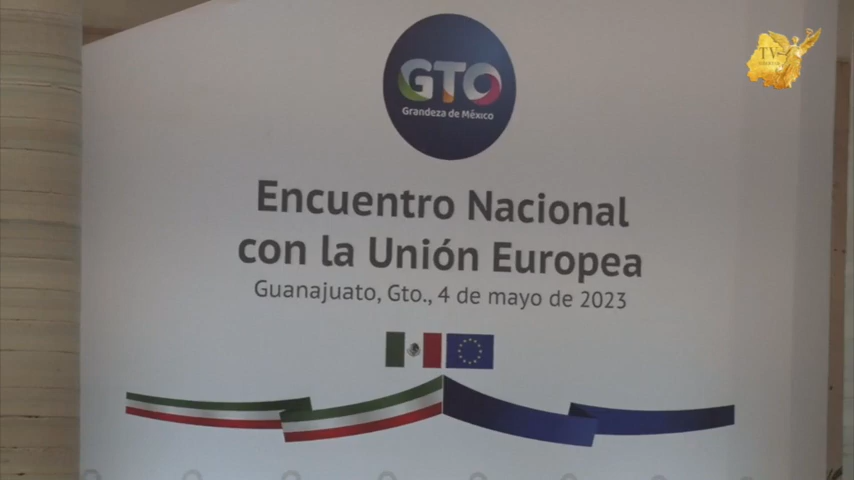 GTO
Grandeza de México
TV
Encuentro Nacional
con la Unión Europea
Guanajuato, Gto., 4 de mayo de 2023